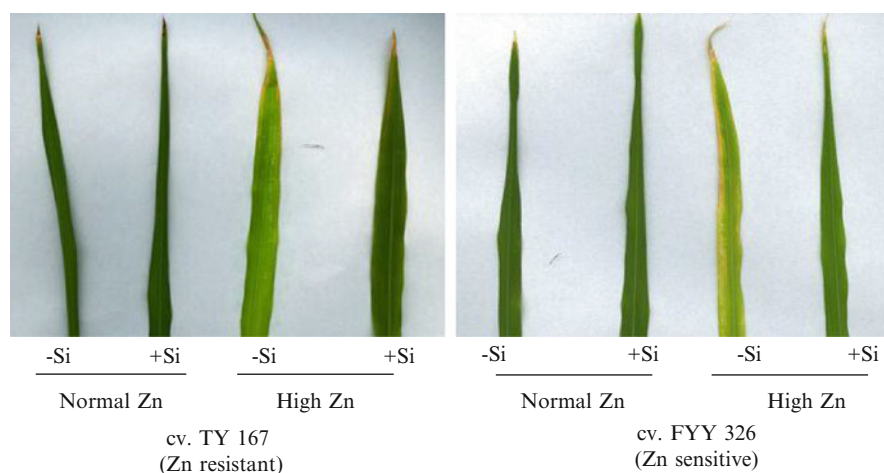 -Si +Si -Si +Si -Si +Si -Si +Si
Normal Zn High Zn Normal Zn High Zn
cv. TY 167 cv. FYY 326
(Zn resistant) (Zn sensitive)